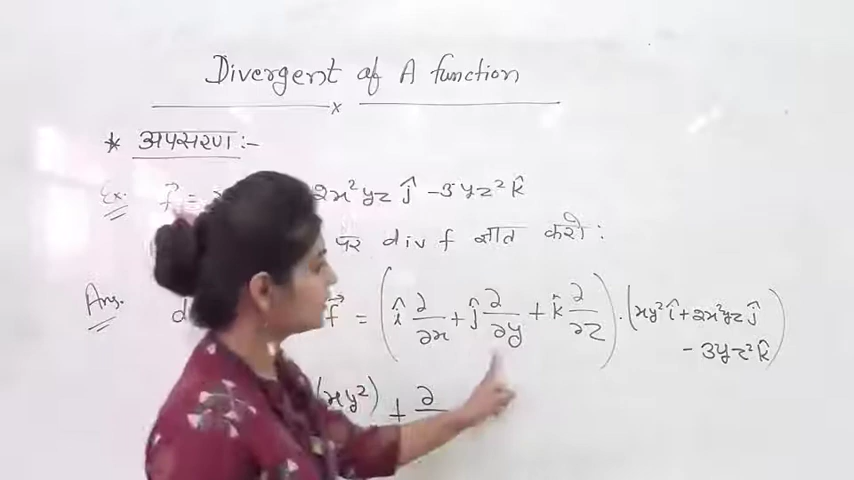 Divergent of A function
x
* अपसरण :-
Ex. f⃗ = 2x²yz ĵ - 3yz² k̂
पर div f ज्ञात करो :
Ans. d f⃗ = (î ∂/∂x + ĵ ∂/∂y + k̂ ∂/∂z) . (xy² î + 2x²yz ĵ
- 3yz² k̂)
(xy²) + ∂